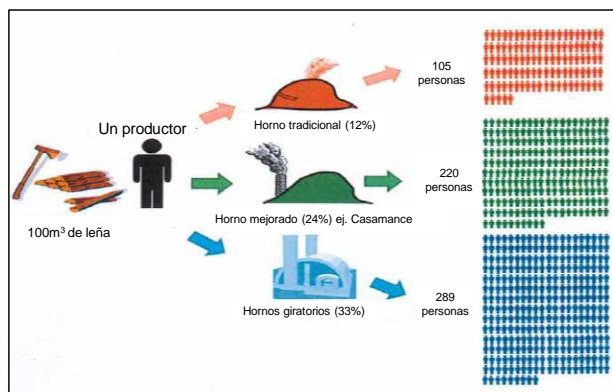 Un productor
100m³ de leña
Horno tradicional (12%)
105
personas
Horno mejorado (24%) ej. Casamance
220
personas
Hornos giratorios (33%)
289
personas